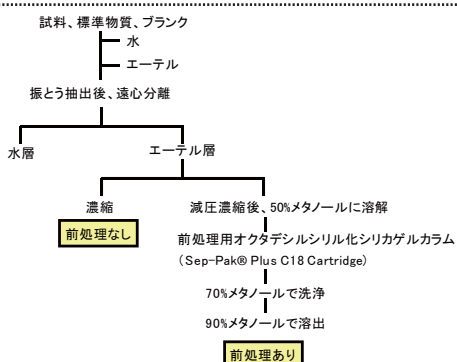 試料、標準物質、ブランク
水
エーテル
振とう抽出後、遠心分離
水層
エーテル層
濃縮
前処理なし
減圧濃縮後、50%メタノールに溶解
前処理用オクタデシルシリル化シリカゲルカラム
(Sep-Pak® Plus C18 Cartridge)
70%メタノールで洗浄
90%メタノールで溶出
前処理あり